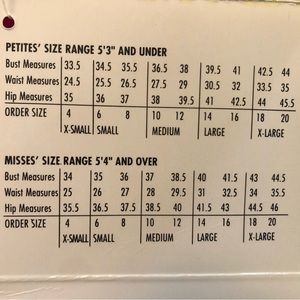 PETITES' SIZE RANGE 5'3" AND UNDER
Bust Measures 33.5 34.5 35.5 36.5 38 39.5 41 42.5 44
Waist Measures 24.5 25.5 26.5 27.5 29 30.5 32 33.5 35
Hip Measures 35 36 37 38 39.5 41 42.5 44 45.5
ORDER SIZE 4 6 8 10 12 14 16 18 20
X-SMALL SMALL MEDIUM LARGE X-LARGE
MISSES' SIZE RANGE 5'4" AND OVER
Bust Measures 34 35 36 37 38.5 40 41.5 43 44.5
Waist Measures 25 26 27 28 29.5 31 32.5 34 35.5
Hip Measures 35.5 36.5 37.5 38.5 40 41.5 43 44.5 46
ORDER SIZE 4 6 8 10 12 14 16 18 20
X-SMALL SMALL MEDIUM LARGE X-LARGE